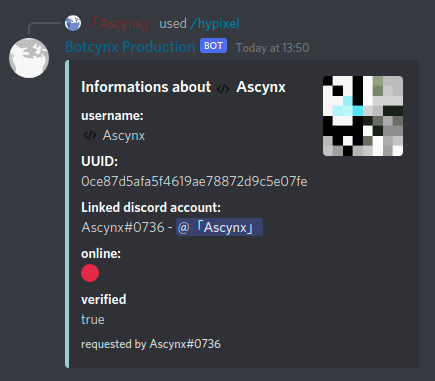 「Ascynx」 used /hypixel
Botcynx Production BOT Today at 13:50
Informations about </> Ascynx
username:
</> Ascynx
UUID:
0ce87d5afa5f4619ae78872d9c5e07fe
Linked discord account:
Ascynx#0736 - @「Ascynx」
online:
verified
true
requested by Ascynx#0736